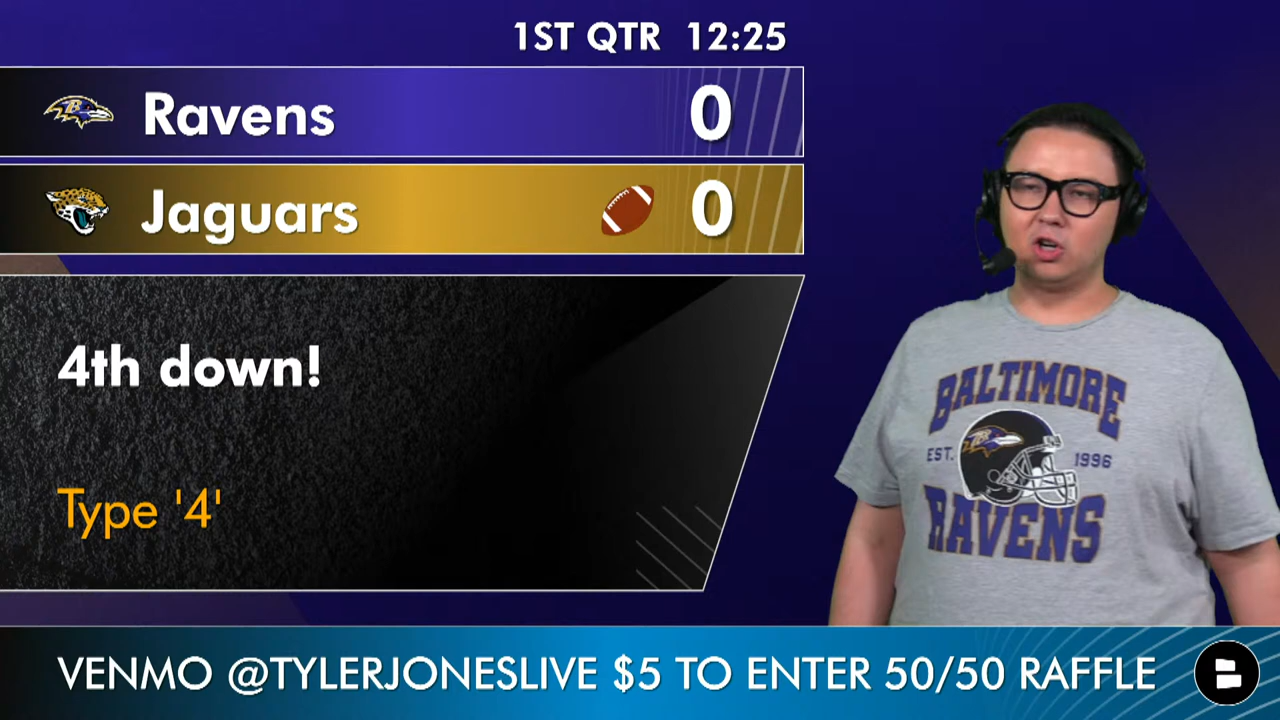 1ST QTR 12:25
Ravens 0
Jaguars 0
4th down!
Type '4'
BALTIMORE
EST. 1996
RAVENS
VENMO @TYLERJONESLIVE $5 TO ENTER 50/50 RAFFLE